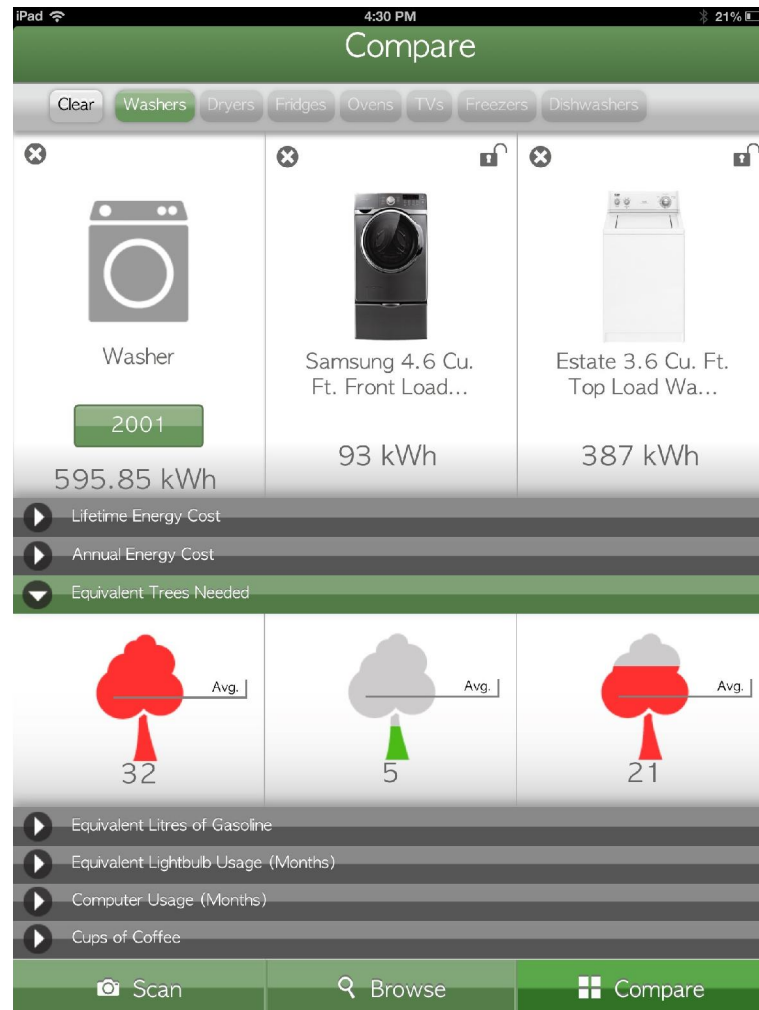 iPad 4:30 PM 21%
Compare
Clear Washers Dryers Fridges Ovens TVs Freezers Dishwashers
Washer
2001
595.85 kWh
Samsung 4.6 Cu.
Ft. Front Load...
93 kWh
Estate 3.6 Cu. Ft.
Top Load Wa...
387 kWh
Lifetime Energy Cost
Annual Energy Cost
Equivalent Trees Needed
Avg. Avg. Avg.
32 5 21
Equivalent Litres of Gasoline
Equivalent Lightbulb Usage (Months)
Computer Usage (Months)
Cups of Coffee
Scan Browse Compare